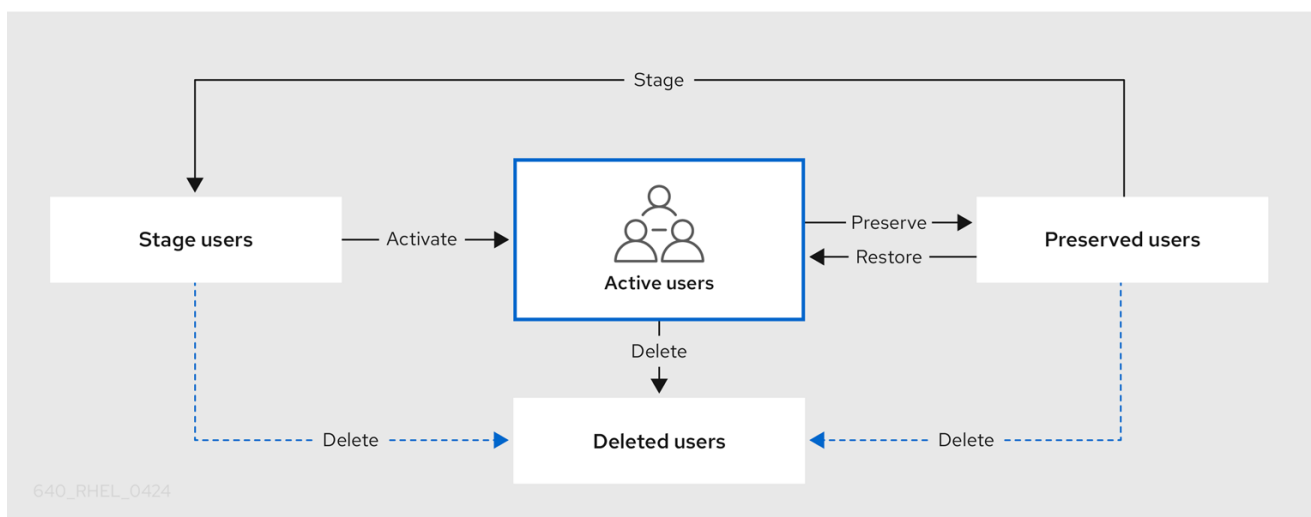 Stage
Stage users
Activate
Active users
Preserve
Restore
Preserved users
Delete
Delete
Deleted users
Delete
640_RHEL_0424